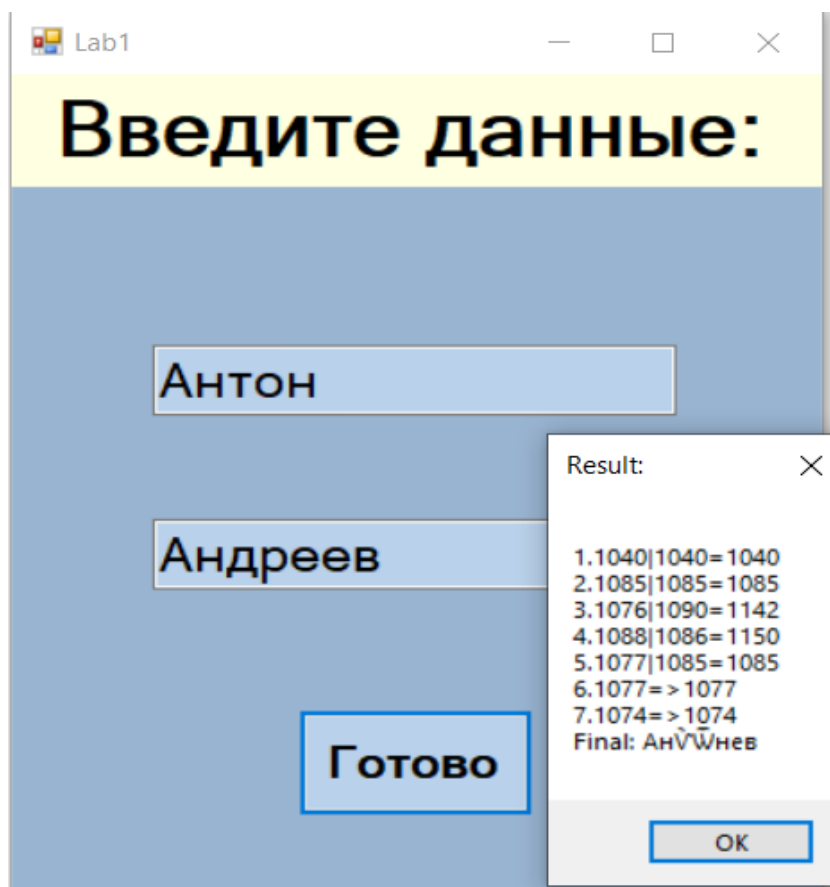 Lab1
Введите данные:
Антон
Андреев
Готово
Result:
1.1040|1040=1040
2.1085|1085=1085
3.1076|1090=1142
4.1088|1086=1150
5.1077|1085=1085
6.1077=>1077
7.1074=>1074
Final: АнѶѾнев
OK